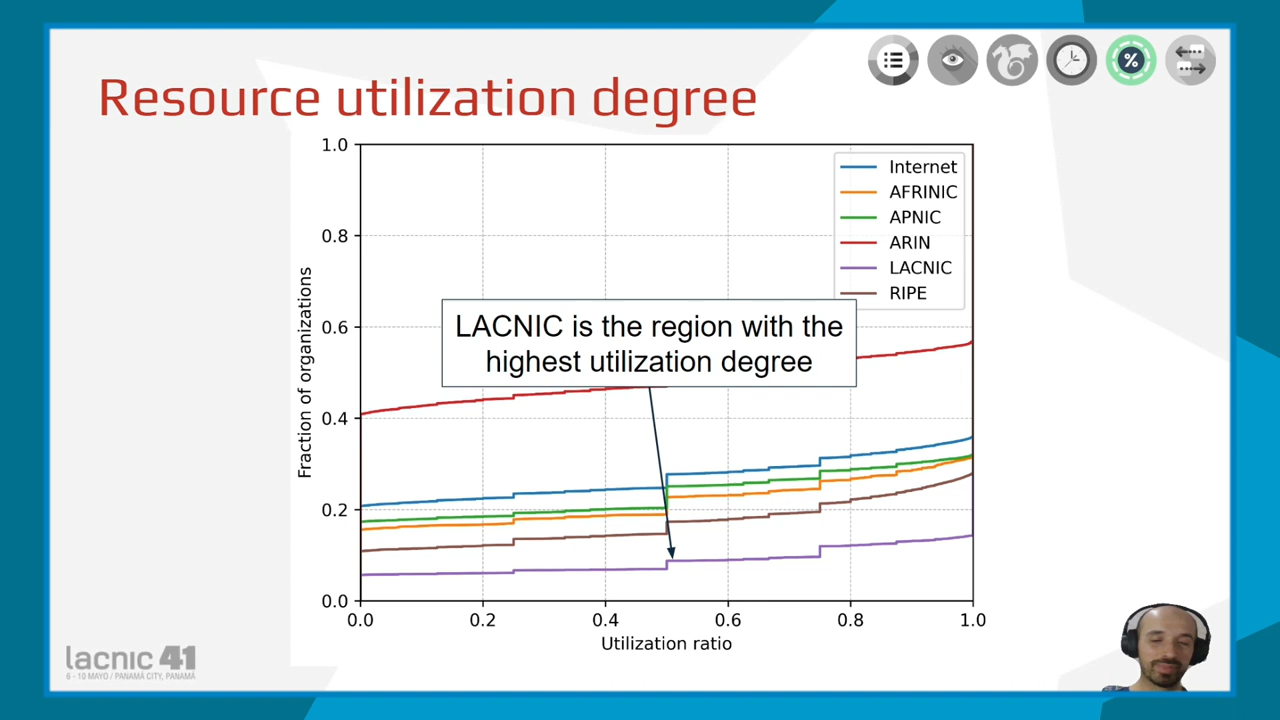 Resource utilization degree
%
1.0
0.8
0.6
0.4
0.2
0.0
Fraction of organizations
Internet
AFRINIC
APNIC
ARIN
LACNIC
RIPE
LACNIC is the region with the
highest utilization degree
0.0 0.2 0.4 0.6 0.8 1.0
Utilization ratio
lacnic 41
6 - 10 MAYO / PANAMÁ CITY, PANAMÁ